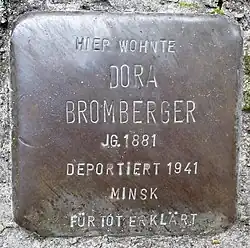 HIER WOHNTE
DORA
BROMBERGER
JG. 1881
DEPORTIERT 1941
MINSK
FÜR TOT ERKLÄRT